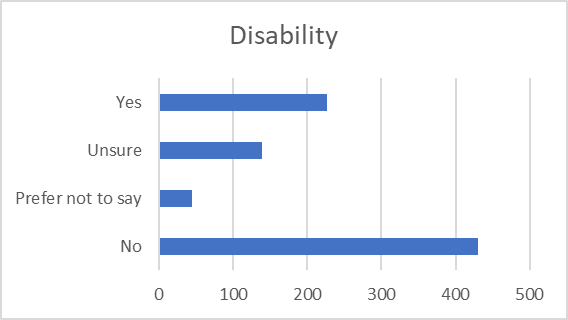 Disability
Yes
Unsure
Prefer not to say
No
0 100 200 300 400 500